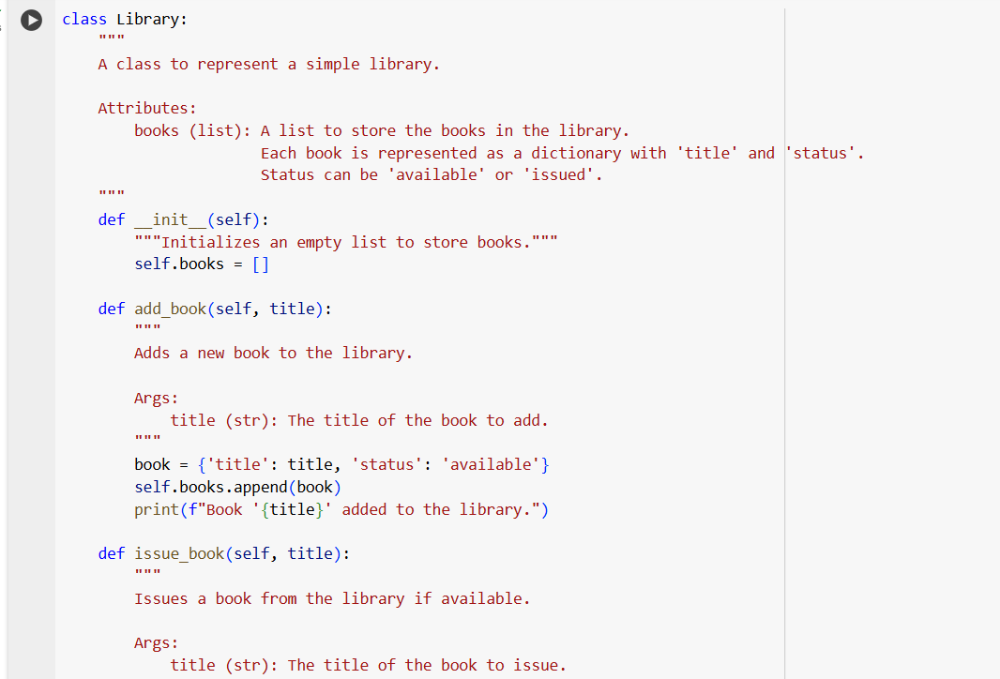 class Library:
    """
    A class to represent a simple library.

    Attributes:
        books (list): A list to store the books in the library.
                      Each book is represented as a dictionary with 'title' and 'status'.
                      Status can be 'available' or 'issued'.
    """
    def __init__(self):
        """Initializes an empty list to store books."""
        self.books = []

    def add_book(self, title):
        """
        Adds a new book to the library.

        Args:
            title (str): The title of the book to add.
        """
        book = {'title': title, 'status': 'available'}
        self.books.append(book)
        print(f"Book '{title}' added to the library.")

    def issue_book(self, title):
        """
        Issues a book from the library if available.

        Args:
            title (str): The title of the book to issue.